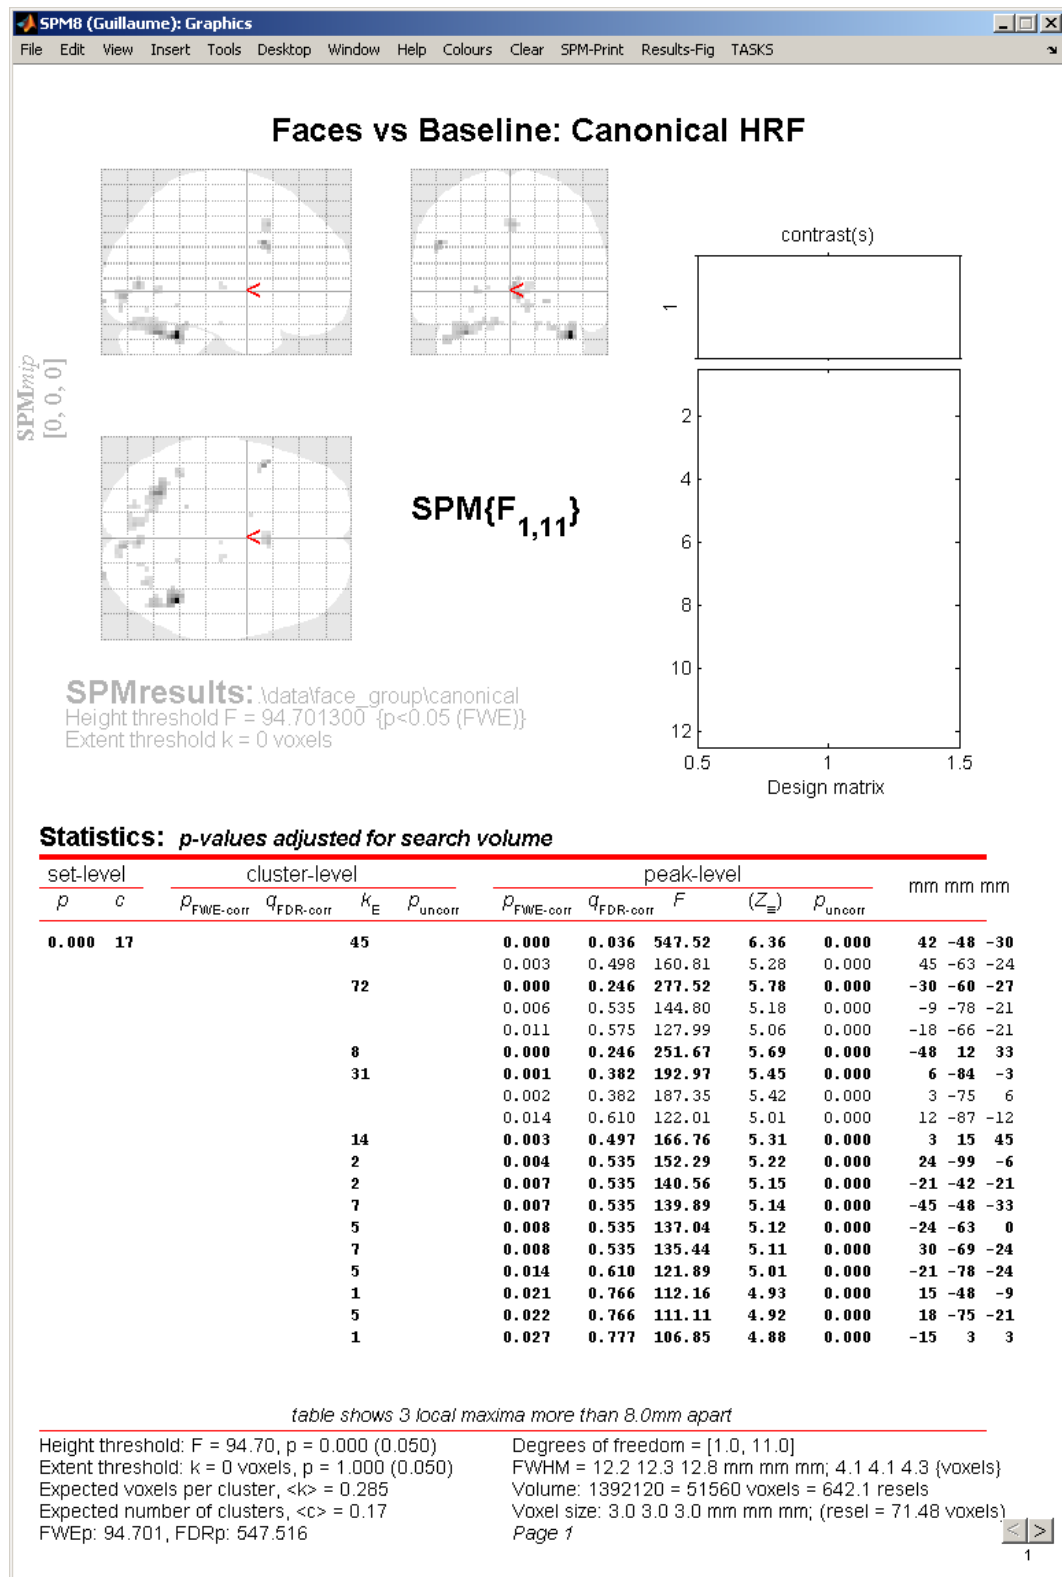 SPM8 (Guillaume): Graphics
File Edit View Insert Tools Desktop Window Help Colours Clear SPM-Print Results-Fig TASKS
Faces vs Baseline: Canonical HRF
SPMmip
[0, 0, 0]
<
<
<
SPM{F1,11}
contrast(s)
1
2
4
6
8
10
12
0.5 1 1.5
Design matrix
SPMresults: .\data\face_group\canonical
Height threshold F = 94.701300 {p<0.05 (FWE)}
Extent threshold k = 0 voxels
Statistics: p-values adjusted for search volume
set-level cluster-level peak-level mm mm mm
p c pFWE-corr qFDR-corr kE puncorr pFWE-corr qFDR-corr F (Z≡) puncorr
0.000 17 45 0.000 0.036 547.52 6.36 0.000 42 -48 -30
0.003 0.498 160.81 5.28 0.000 45 -63 -24
72 0.000 0.246 277.52 5.78 0.000 -30 -60 -27
0.006 0.535 144.80 5.18 0.000 -9 -78 -21
0.011 0.575 127.99 5.06 0.000 -18 -66 -21
8 0.000 0.246 251.67 5.69 0.000 -48 12 33
31 0.001 0.382 192.97 5.45 0.000 6 -84 -3
0.002 0.382 187.35 5.42 0.000 3 -75 6
0.014 0.610 122.01 5.01 0.000 12 -87 -12
14 0.003 0.497 166.76 5.31 0.000 3 15 45
2 0.004 0.535 152.29 5.22 0.000 24 -99 -6
2 0.007 0.535 140.56 5.15 0.000 -21 -42 -21
7 0.007 0.535 139.89 5.14 0.000 -45 -48 -33
5 0.008 0.535 137.04 5.12 0.000 -24 -63 0
7 0.008 0.535 135.44 5.11 0.000 30 -69 -24
5 0.014 0.610 121.89 5.01 0.000 -21 -78 -24
1 0.021 0.766 112.16 4.93 0.000 15 -48 -9
5 0.022 0.766 111.11 4.92 0.000 18 -75 -21
1 0.027 0.777 106.85 4.88 0.000 -15 3 3
table shows 3 local maxima more than 8.0mm apart
Height threshold: F = 94.70, p = 0.000 (0.050)
Extent threshold: k = 0 voxels, p = 1.000 (0.050)
Expected voxels per cluster, <k> = 0.285
Expected number of clusters, <c> = 0.17
FWEp: 94.701, FDRp: 547.516
Degrees of freedom = [1.0, 11.0]
FWHM = 12.2 12.3 12.8 mm mm mm; 4.1 4.1 4.3 {voxels}
Volume: 1392120 = 51560 voxels = 642.1 resels
Voxel size: 3.0 3.0 3.0 mm mm mm; (resel = 71.48 voxels)
Page 1
< >
1